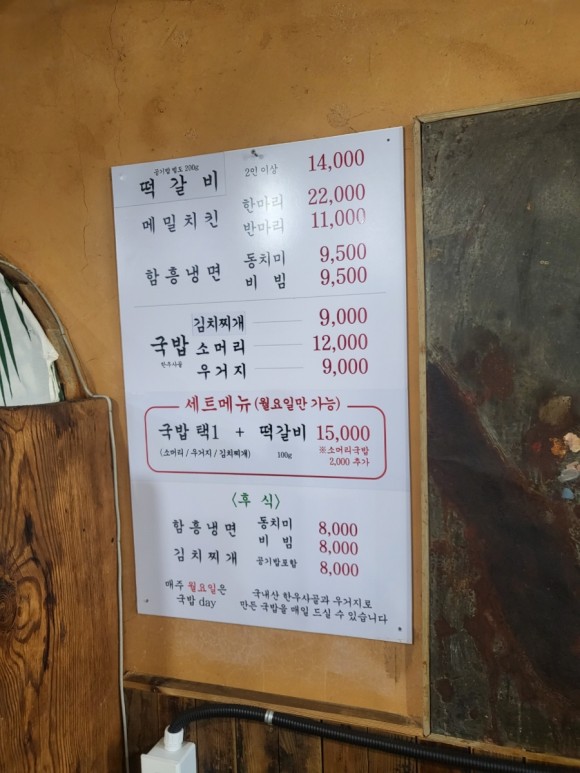 공기밥 별도 200g
떡 갈 비 2인 이상 14,000
메 밀 치 킨 한마리 22,000
반마리 11,000
함 흥 냉 면 동치미 9,500
비 빔 9,500
김치찌개 9,000
국밥 소머리 12,000
한우사골 우거지 9,000
세트메뉴 (월요일만 가능)
국밥 택1 + 떡갈비 15,000
(소머리 / 우거지 / 김치찌개) 100g ※소머리국밥
2,000 추가
〈후 식〉
함 흥 냉 면 동치미 8,000
비 빔 8,000
김 치 찌 개 공기밥포함 8,000
매주 월요일은 국내산 한우사골과 우거지로
국밥 day 만든 국밥을 매일 드실 수 있습니다